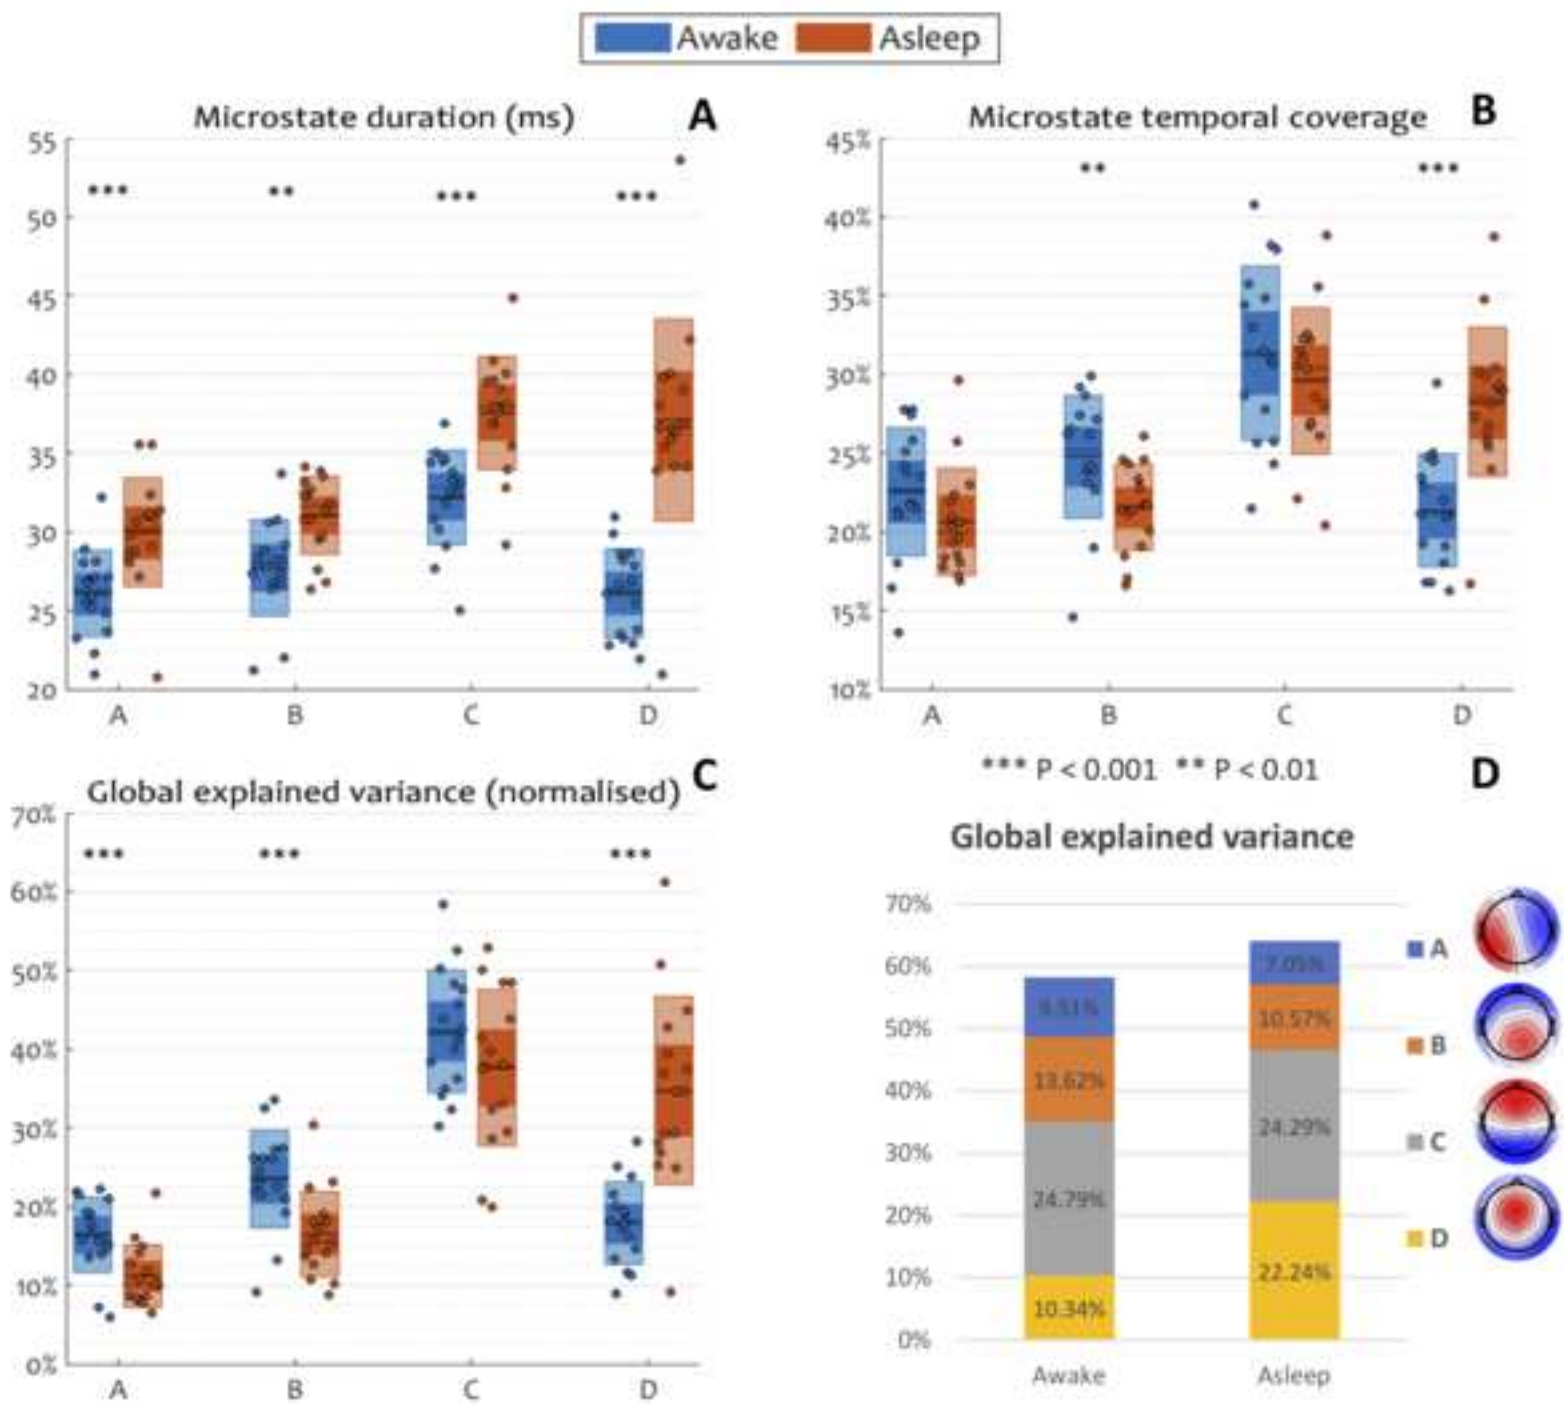 Awake Asleep
Microstate duration (ms) A
55
50
45
40
35
30
25
20
*** ** *** ***
A B C D
Microstate temporal coverage B
45%
40%
35%
30%
25%
20%
15%
10%
** ***
A B C D
Global explained variance (normalised) C
70%
60%
50%
40%
30%
20%
10%
0%
*** *** ***
A B C D
*** P < 0.001 ** P < 0.01 D
Global explained variance
70%
60%
50%
40%
30%
20%
10%
0%
13.62%
24.79%
10.34%
7.05%
10.57%
24.29%
22.24%
Awake Asleep
A
B
C
D